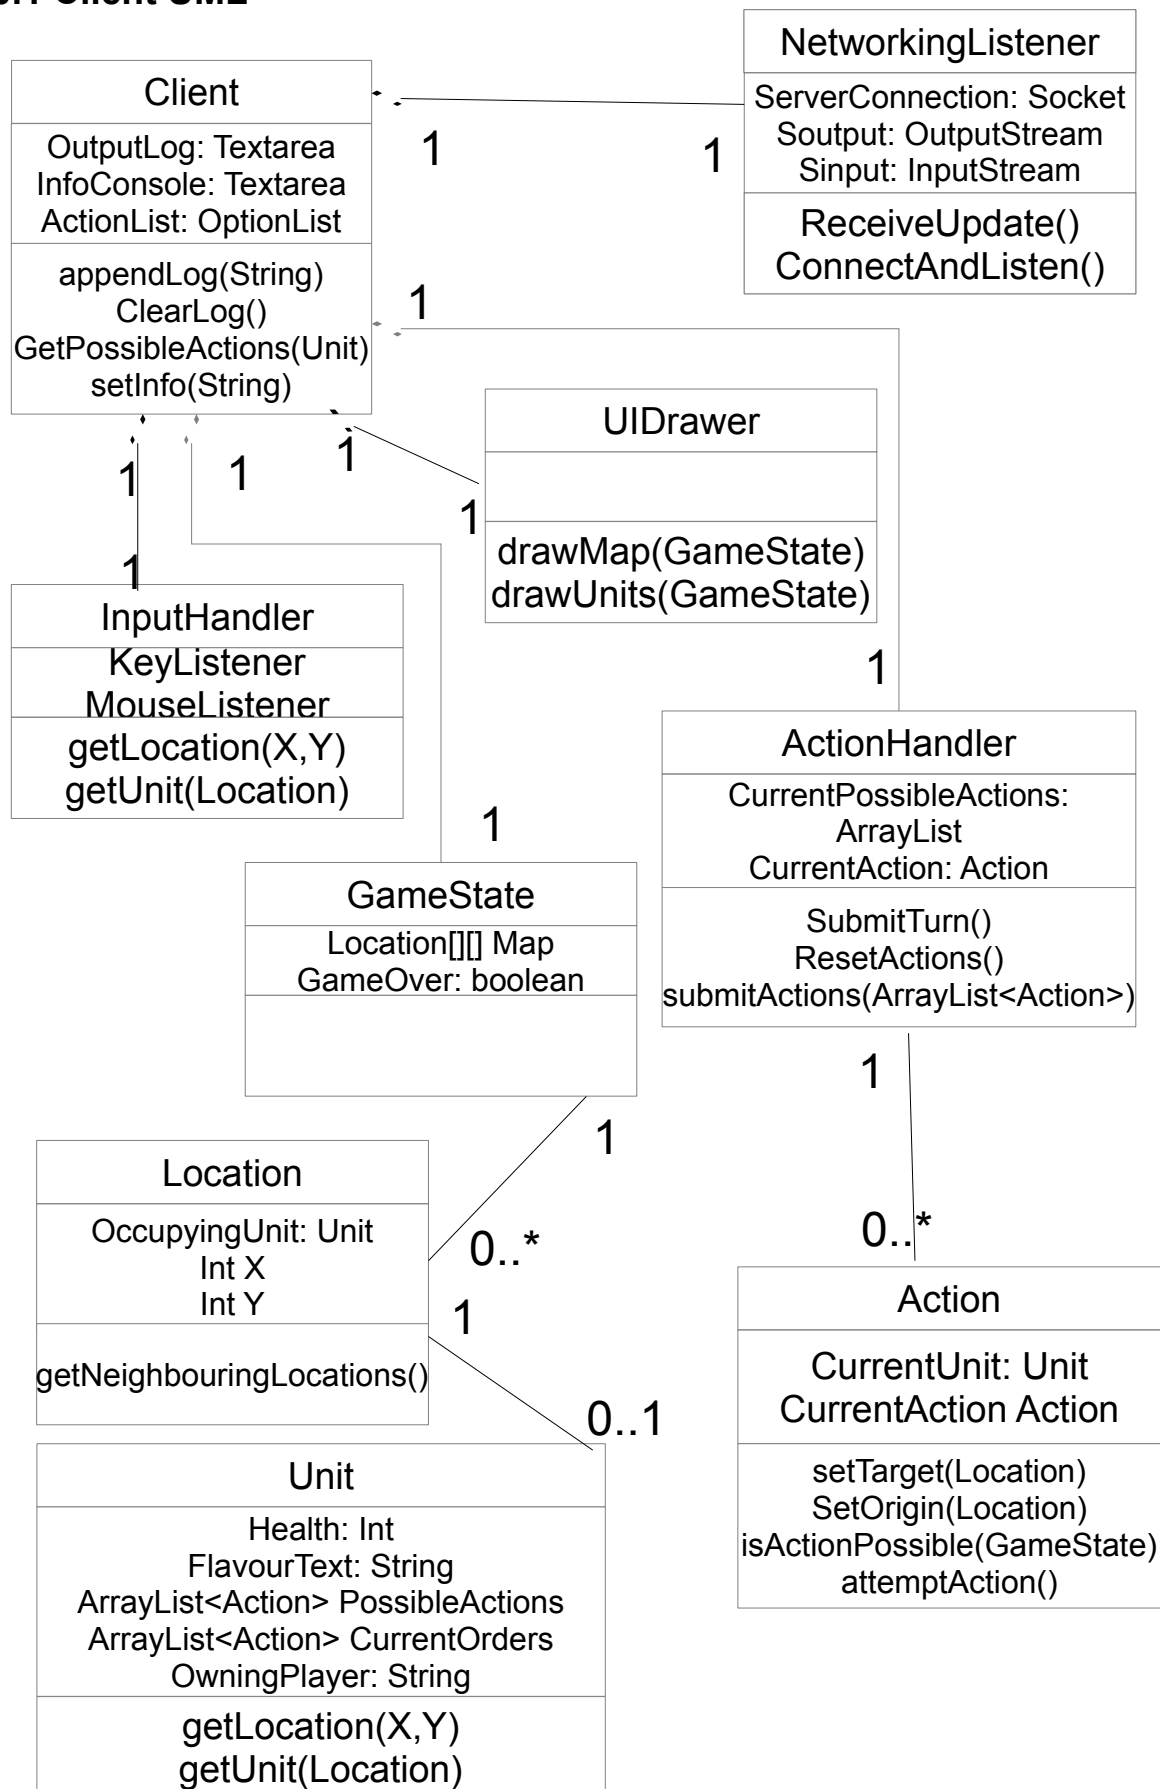 Client UML
NetworkingListener
ServerConnection: Socket
Soutput: OutputStream
Sinput: InputStream
ReceiveUpdate()
ConnectAndListen()
Client
OutputLog: Textarea
InfoConsole: Textarea
ActionList: OptionList
appendLog(String)
ClearLog()
GetPossibleActions(Unit)
setInfo(String)
1
1
1
1
1
1
1
UIDrawer
drawMap(GameState)
drawUnits(GameState)
1
InputHandler
KeyListener
MouseListener
getLocation(X,Y)
getUnit(Location)
1
ActionHandler
CurrentPossibleActions:
ArrayList
CurrentAction: Action
SubmitTurn()
ResetActions()
submitActions(ArrayList<Action>)
1
GameState
Location[][] Map
GameOver: boolean
1
1
Location
OccupyingUnit: Unit
Int X
Int Y
getNeighbouringLocations()
0..*
0..*
1
0..1
Action
CurrentUnit: Unit
CurrentAction Action
setTarget(Location)
SetOrigin(Location)
isActionPossible(GameState)
attemptAction()
Unit
Health: Int
FlavourText: String
ArrayList<Action> PossibleActions
ArrayList<Action> CurrentOrders
OwningPlayer: String
getLocation(X,Y)
getUnit(Location)